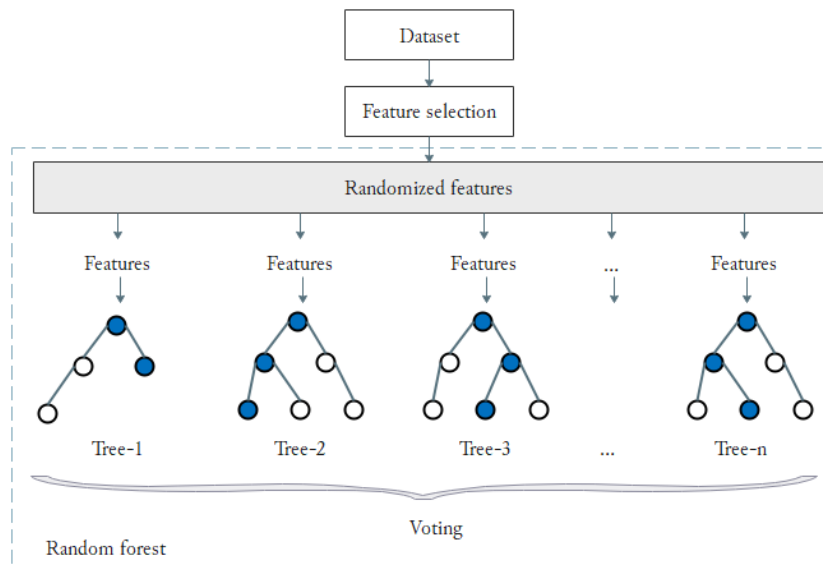 Dataset
Feature selection
Randomized features
Features Features Features ... Features
Tree-1 Tree-2 Tree-3 ... Tree-n
Voting
Random forest